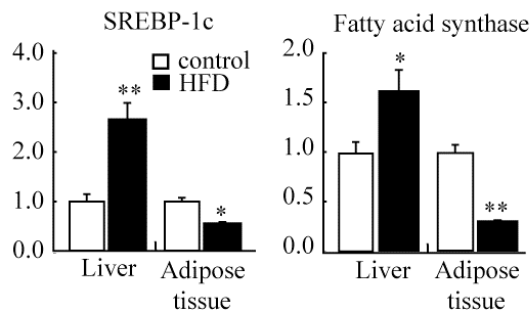 SREBP-1c
control
HFD
4.0
3.0
2.0
1.0
0.0
**
*
Liver
Adipose
tissue
Fatty acid synthase
2.0
1.5
1.0
0.5
0.0
*
**
Liver
Adipose
tissue